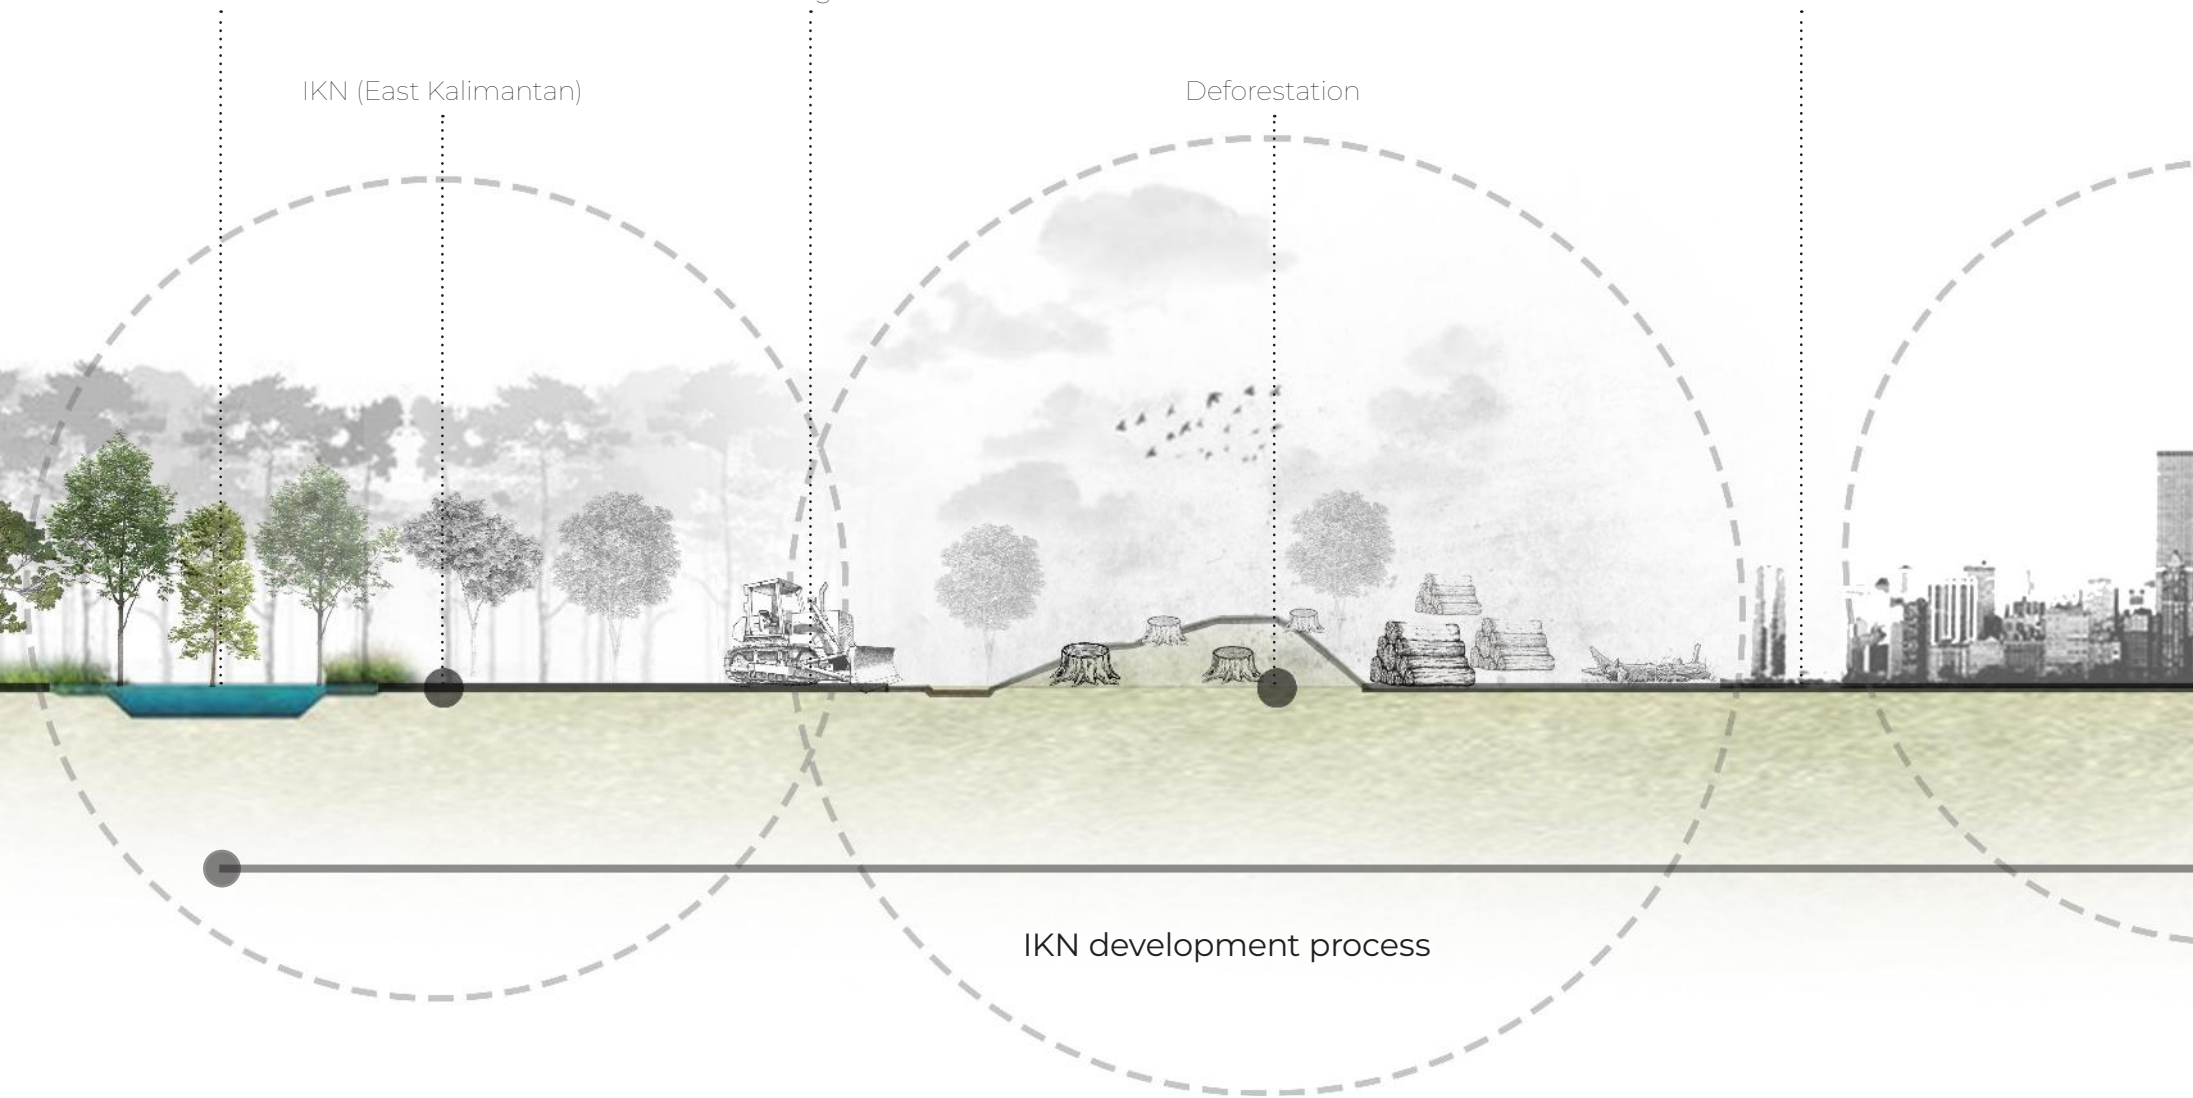 IKN (East Kalimantan)
Deforestation
IKN development process